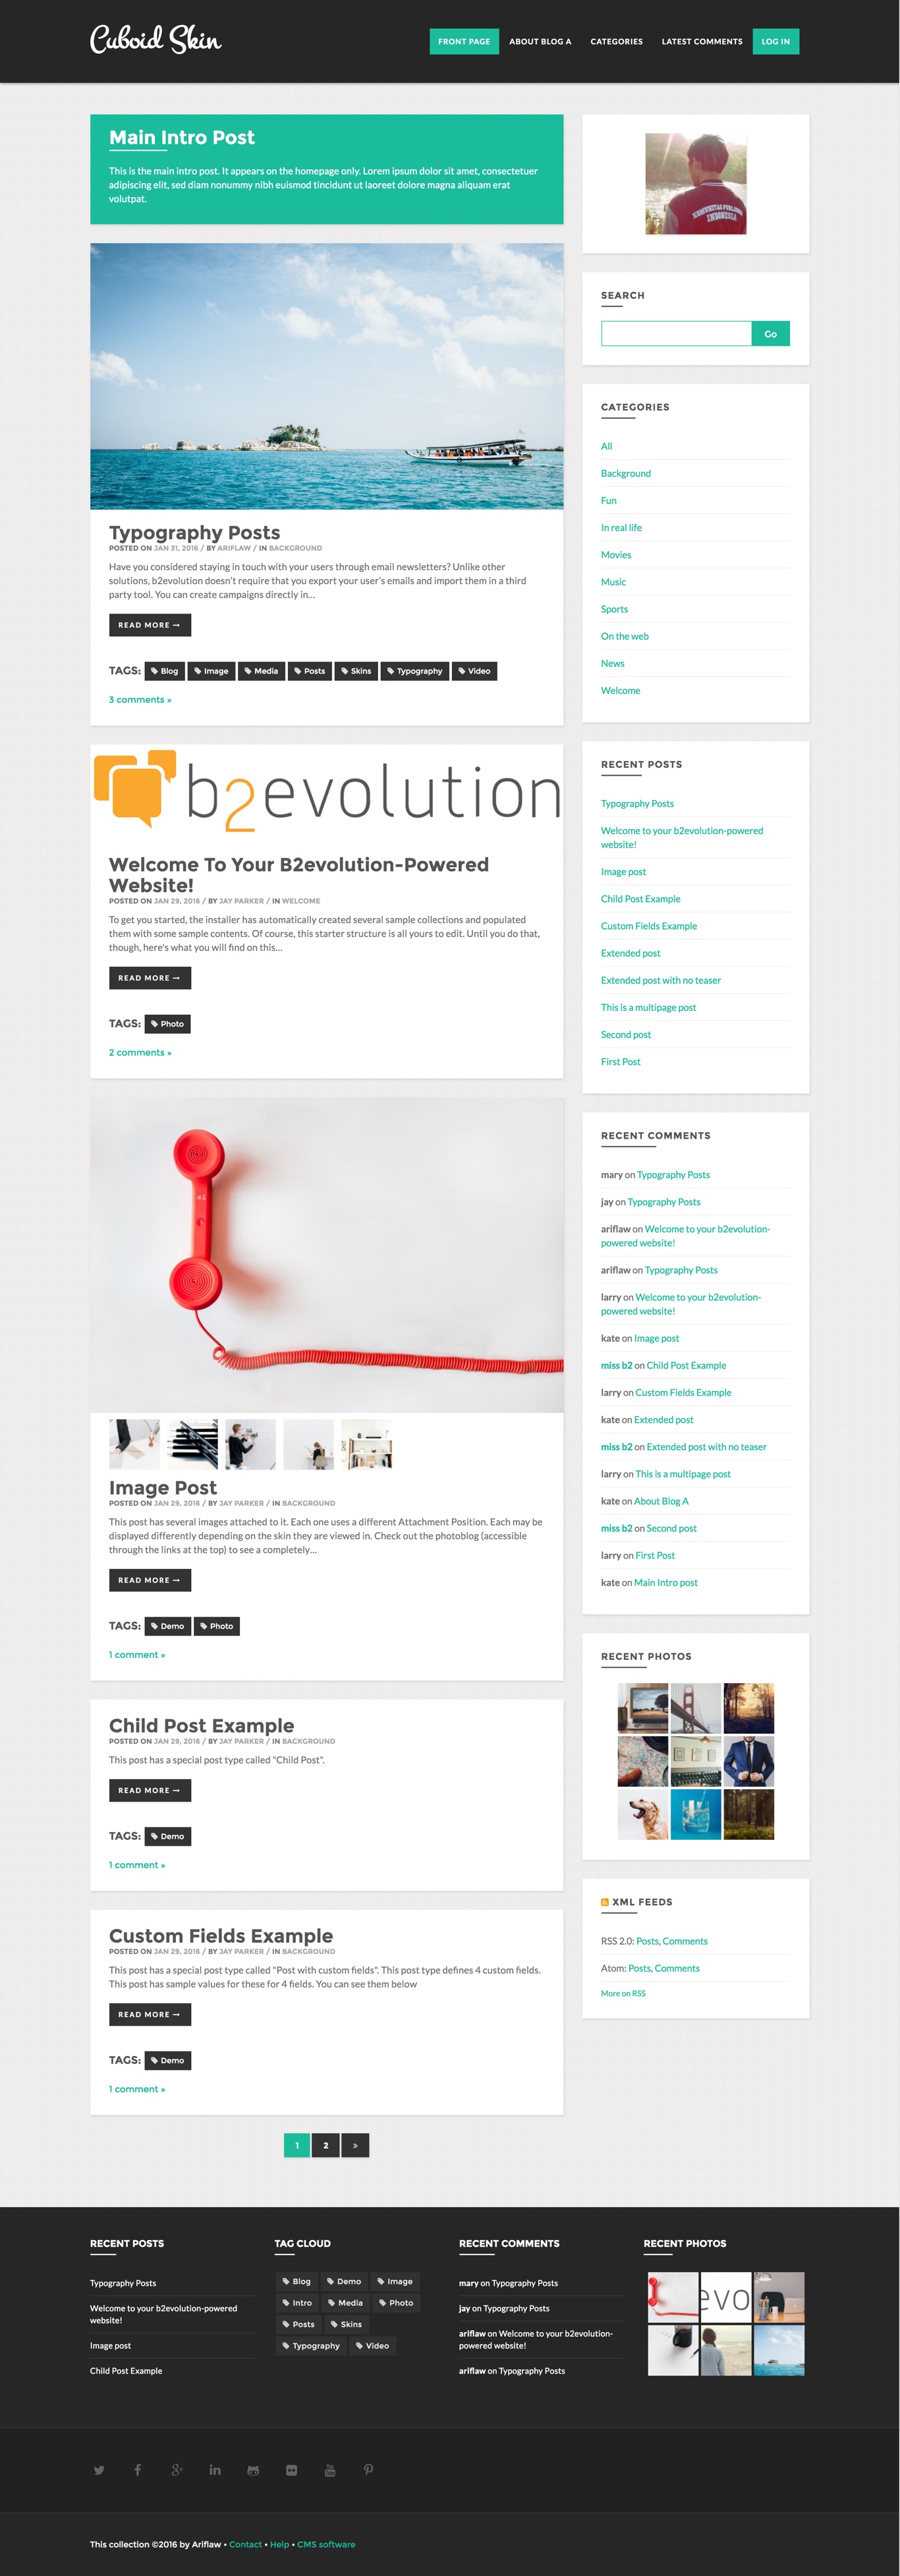 Cuboid Skin
FRONT PAGE
ABOUT BLOG A
CATEGORIES
LATEST COMMENTS
LOG IN
Main Intro Post
This is the main intro post. It appears on the homepage only. Lorem ipsum dolor sit amet, consectetuer
adipiscing elit, sed diam nonummy nibh euismod tincidunt ut laoreet dolore magna aliquam erat
volutpat.
Typography Posts
POSTED ON JAN 31, 2016 / BY ARIFLAW / IN BACKGROUND
Have you considered staying in touch with your users through email newsletters? Unlike other
solutions, b2evolution doesn't require that you export your user's emails and import them in a third
party tool. You can create campaigns directly in...
READ MORE →
TAGS: Blog Image Media Posts Skins Typography Video
3 comments »
b2evolution
Welcome To Your B2evolution-Powered
Website!
POSTED ON JAN 29, 2016 / BY JAY PARKER / IN WELCOME
To get you started, the installer has automatically created several sample collections and populated
them with some sample contents. Of course, this starter structure is all yours to edit. Until you do that,
though, here's what you will find on this...
READ MORE →
TAGS: Photo
2 comments »
Image Post
POSTED ON JAN 29, 2016 / BY JAY PARKER / IN BACKGROUND
This post has several images attached to it. Each one uses a different Attachment Position. Each may be
displayed differently depending on the skin they are viewed in. Check out the photoblog (accessible
through the links at the top) to see a completely...
READ MORE →
TAGS: Demo Photo
1 comment »
Child Post Example
POSTED ON JAN 29, 2016 / BY JAY PARKER / IN BACKGROUND
This post has a special post type called "Child Post".
READ MORE →
TAGS: Demo
1 comment »
Custom Fields Example
POSTED ON JAN 29, 2016 / BY JAY PARKER / IN BACKGROUND
This post has a special post type called "Post with custom fields". This post type defines 4 custom fields.
This post has sample values for these for 4 fields. You can see them below
READ MORE →
TAGS: Demo
1 comment »
1 2 »
INDONESIA
SEARCH
Go
CATEGORIES
All
Background
Fun
In real life
Movies
Music
Sports
On the web
News
Welcome
RECENT POSTS
Typography Posts
Welcome to your b2evolution-powered
website!
Image post
Child Post Example
Custom Fields Example
Extended post
Extended post with no teaser
This is a multipage post
Second post
First Post
RECENT COMMENTS
mary on Typography Posts
jay on Typography Posts
ariflaw on Welcome to your b2evolution-
powered website!
ariflaw on Typography Posts
larry on Welcome to your b2evolution-
powered website!
kate on Image post
miss b2 on Child Post Example
larry on Custom Fields Example
kate on Extended post
miss b2 on Extended post with no teaser
larry on This is a multipage post
kate on About Blog A
miss b2 on Second post
larry on First Post
kate on Main Intro post
RECENT PHOTOS
XML FEEDS
RSS 2.0: Posts, Comments
Atom: Posts, Comments
More on RSS
RECENT POSTS
Typography Posts
Welcome to your b2evolution-powered
website!
Image post
Child Post Example
TAG CLOUD
Blog Demo Image
Intro Media Photo
Posts Skins
Typography Video
RECENT COMMENTS
mary on Typography Posts
jay on Typography Posts
ariflaw on Welcome to your b2evolution-
powered website!
ariflaw on Typography Posts
RECENT PHOTOS
evo
This collection ©2016 by Ariflaw • Contact • Help • CMS software